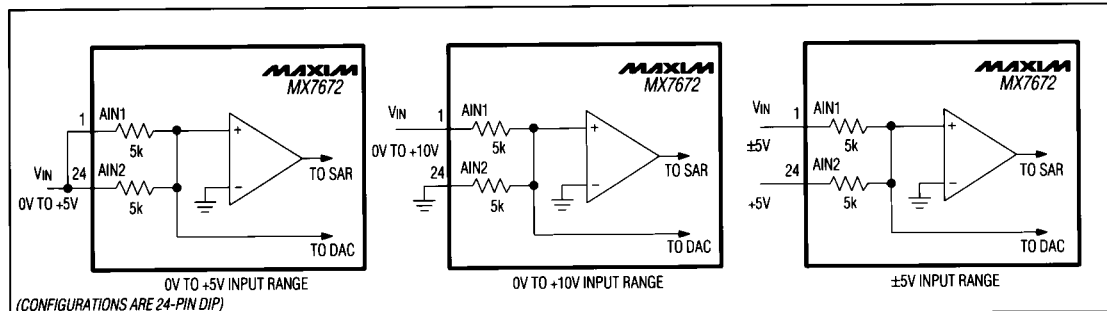 MAXIM
MX7672
1
AIN1
5k
+
VIN
24
AIN2
5k
−
TO SAR
0V TO +5V
TO DAC
0V TO +5V INPUT RANGE
MAXIM
MX7672
1
AIN1
5k
+
VIN
0V TO +10V
24
AIN2
5k
−
TO SAR
TO DAC
0V TO +10V INPUT RANGE
MAXIM
MX7672
VIN
1
AIN1
5k
+
±5V
24
AIN2
5k
−
+5V
TO SAR
TO DAC
±5V INPUT RANGE
(CONFIGURATIONS ARE 24-PIN DIP)